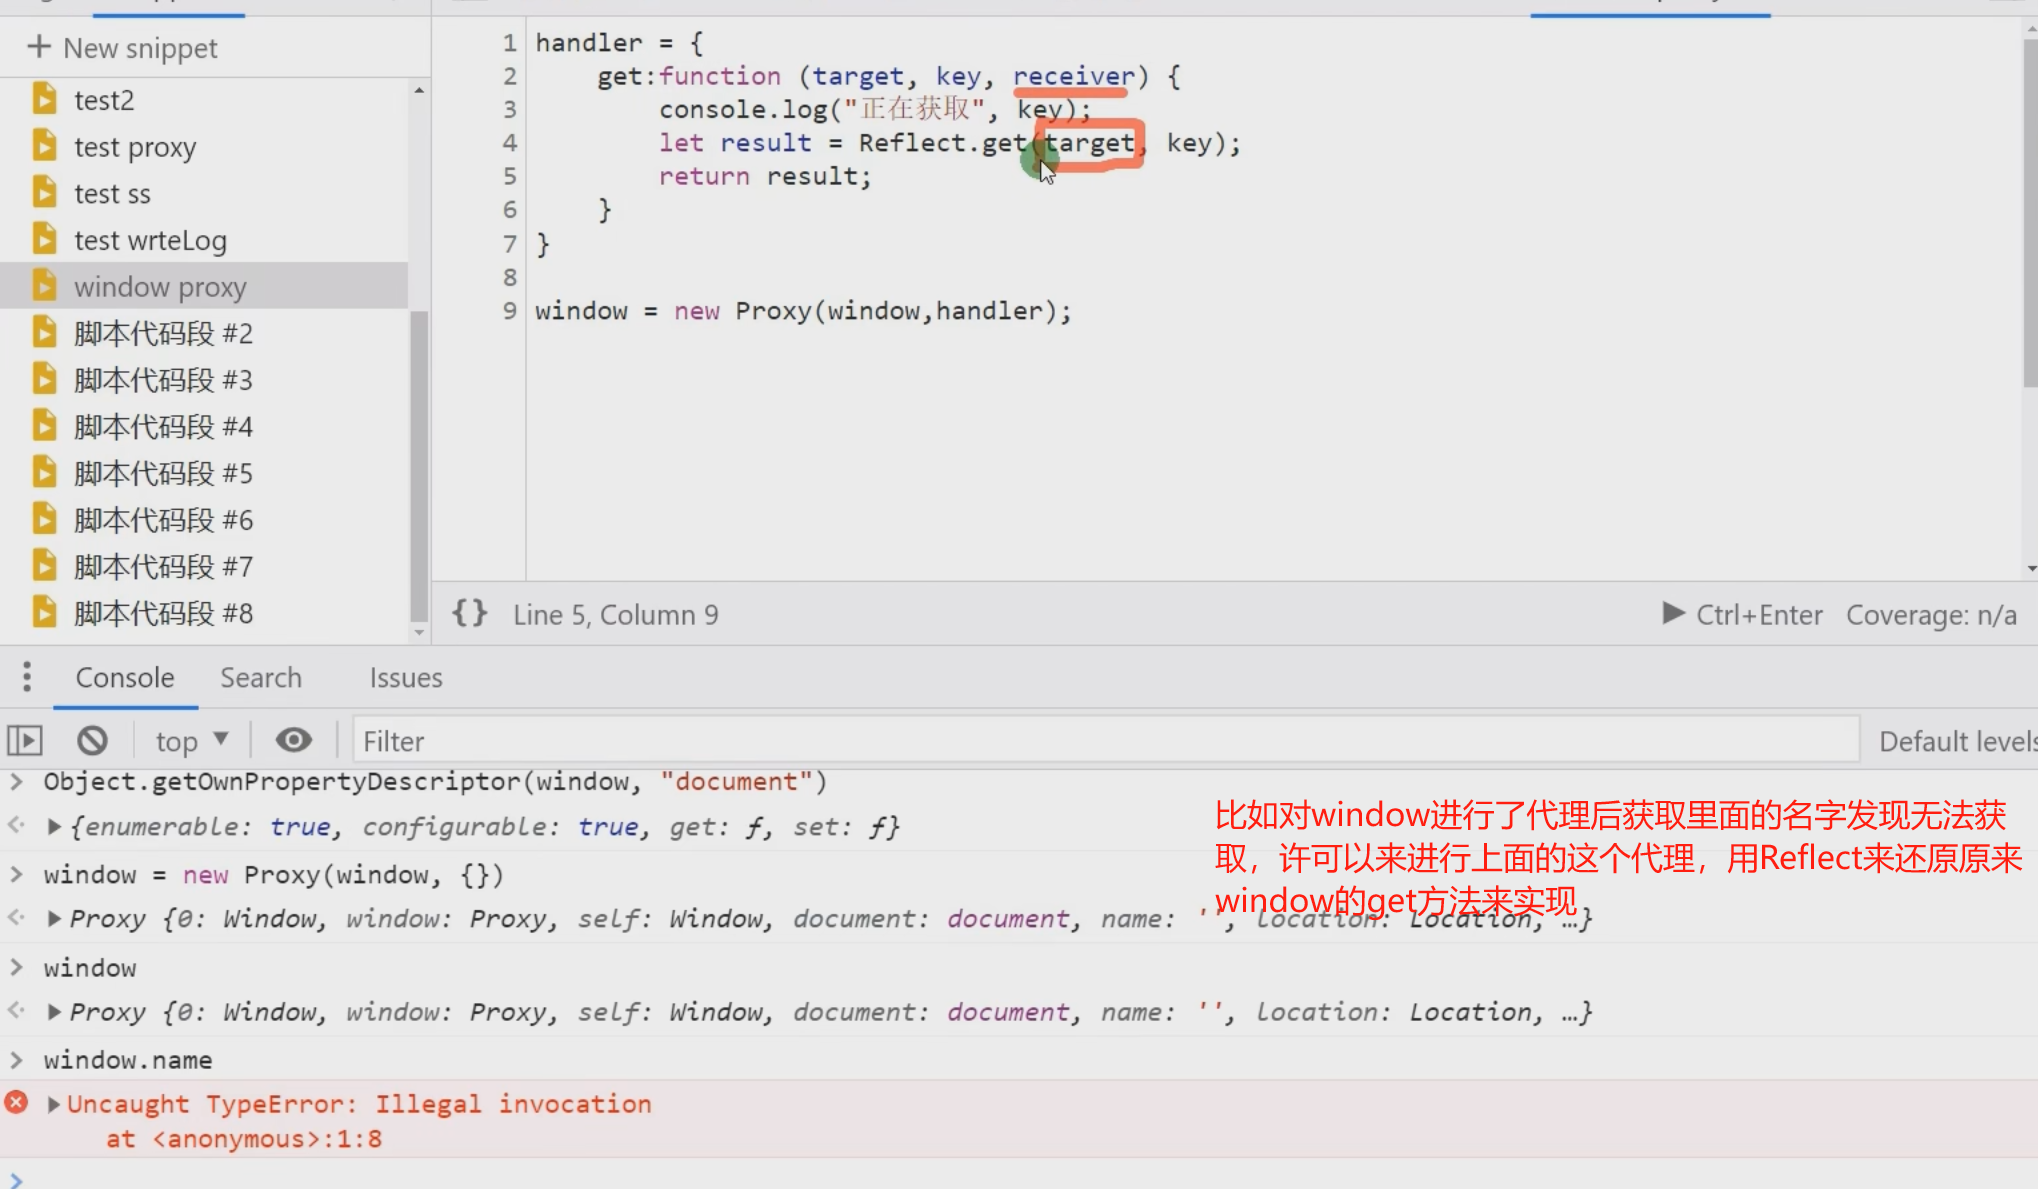 New snippet
test2
test proxy
test ss
test wrteLog
window proxy
脚本代码段 #2
脚本代码段 #3
脚本代码段 #4
脚本代码段 #5
脚本代码段 #6
脚本代码段 #7
脚本代码段 #8
1 handler = {
2 get:function (target, key, receiver) {
3 console.log("正在获取", key);
4 let result = Reflect.get(target, key);
5 return result;
6 }
7 }
8
9 window = new Proxy(window,handler);
{} Line 5, Column 9
Ctrl+Enter Coverage: n/a
Console Search Issues
top Filter Default levels
> Object.getOwnPropertyDescriptor(window, "document")
{enumerable: true, configurable: true, get: ƒ, set: ƒ}
> window = new Proxy(window, {})
Proxy {0: Window, window: Proxy, self: Window, document: document, name: '', location: Location, …}
> window
Proxy {0: Window, window: Proxy, self: Window, document: document, name: '', location: Location, …}
> window.name
Uncaught TypeError: Illegal invocation
at <anonymous>:1:8
>
比如对window进行了代理后获取里面的名字发现无法获
取，许可以来进行上面的这个代理，用Reflect来还原原来
window的get方法来实现